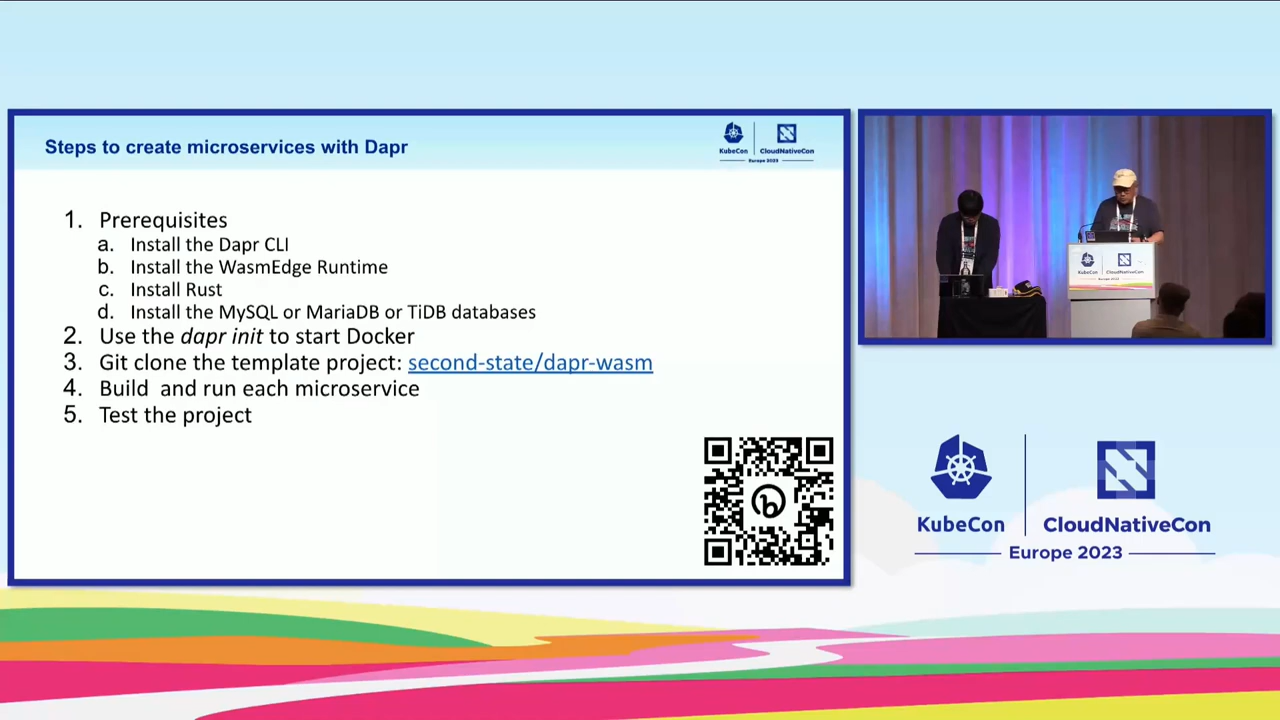 Steps to create microservices with Dapr
KubeCon
CloudNativeCon
Europe 2023
1. Prerequisites
a. Install the Dapr CLI
b. Install the WasmEdge Runtime
c. Install Rust
d. Install the MySQL or MariaDB or TiDB databases
2. Use the dapr init to start Docker
3. Git clone the template project: second-state/dapr-wasm
4. Build  and run each microservice
5. Test the project
b
KubeCon
CloudNativeCon
KubeCon
CloudNativeCon
Europe 2023